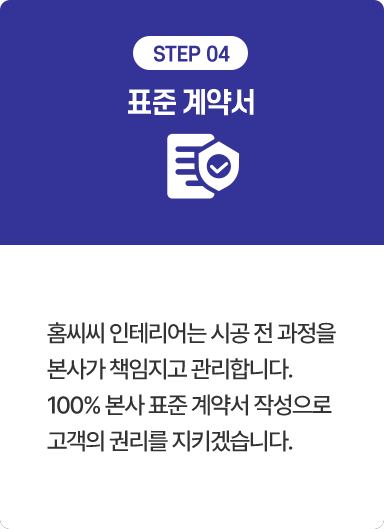 STEP 04
표준 계약서
홈씨씨 인테리어는 시공 전 과정을
본사가 책임지고 관리합니다.
100% 본사 표준 계약서 작성으로
고객의 권리를 지키겠습니다.